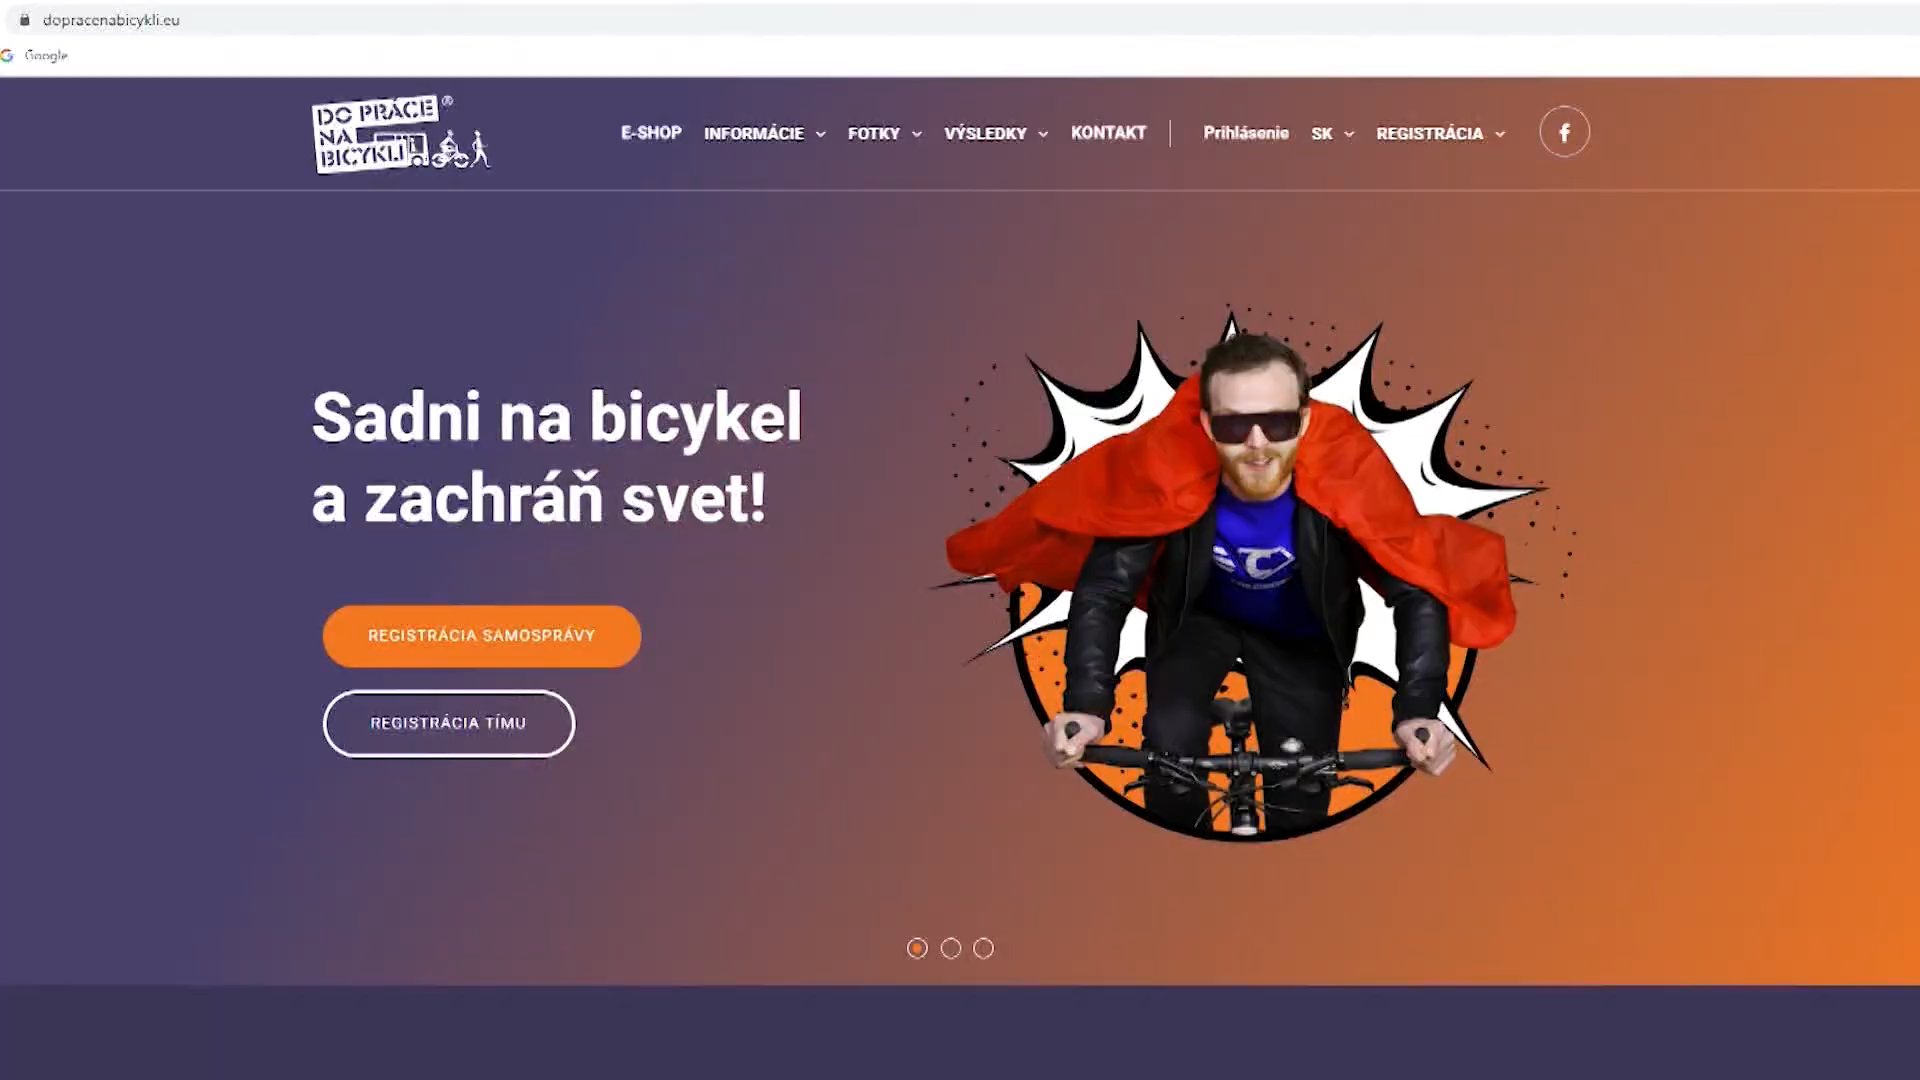 dopracenabicykli.eu
Google
DO PRÁCE ®
NA
BICYKLI
E-SHOP INFORMÁCIE FOTKY VÝSLEDKY KONTAKT Prihlásenie SK REGISTRÁCIA f
Sadni na bicykel
a zachráň svet!
REGISTRÁCIA SAMOSPRÁVY
REGISTRÁCIA TÍMU